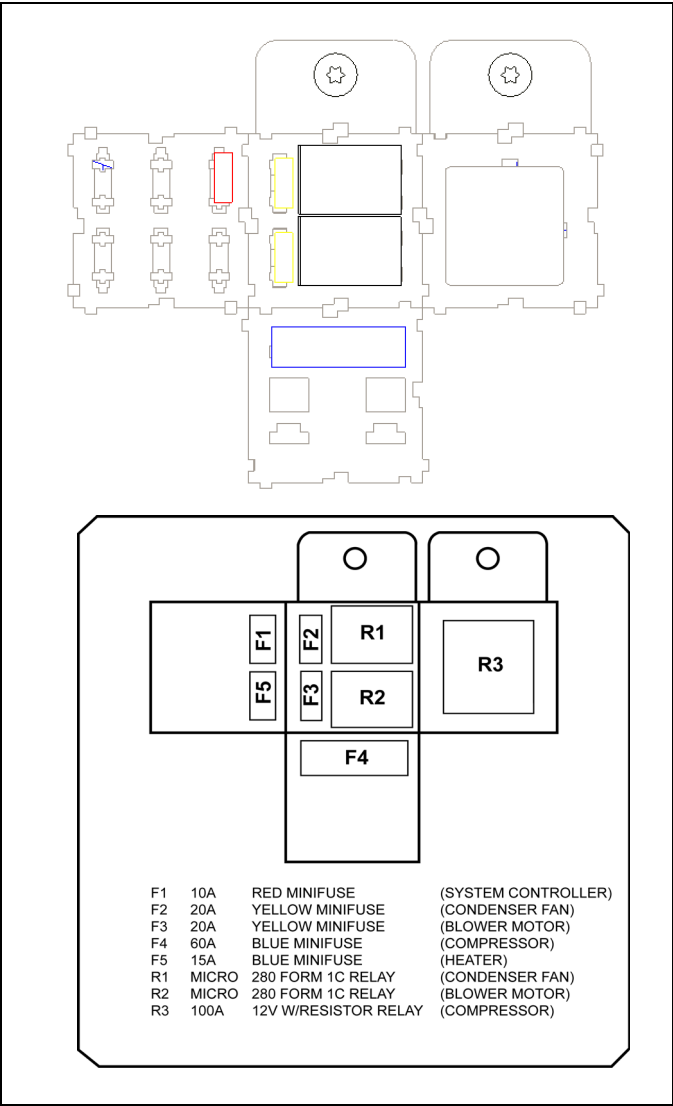 F1 F2 R1
R3
F5 F3 R2
F4
F1 10A RED MINIFUSE (SYSTEM CONTROLLER)
F2 20A YELLOW MINIFUSE (CONDENSER FAN)
F3 20A YELLOW MINIFUSE (BLOWER MOTOR)
F4 60A BLUE MINIFUSE (COMPRESSOR)
F5 15A BLUE MINIFUSE (HEATER)
R1 MICRO 280 FORM 1C RELAY (CONDENSER FAN)
R2 MICRO 280 FORM 1C RELAY (BLOWER MOTOR)
R3 100A 12V W/RESISTOR RELAY (COMPRESSOR)